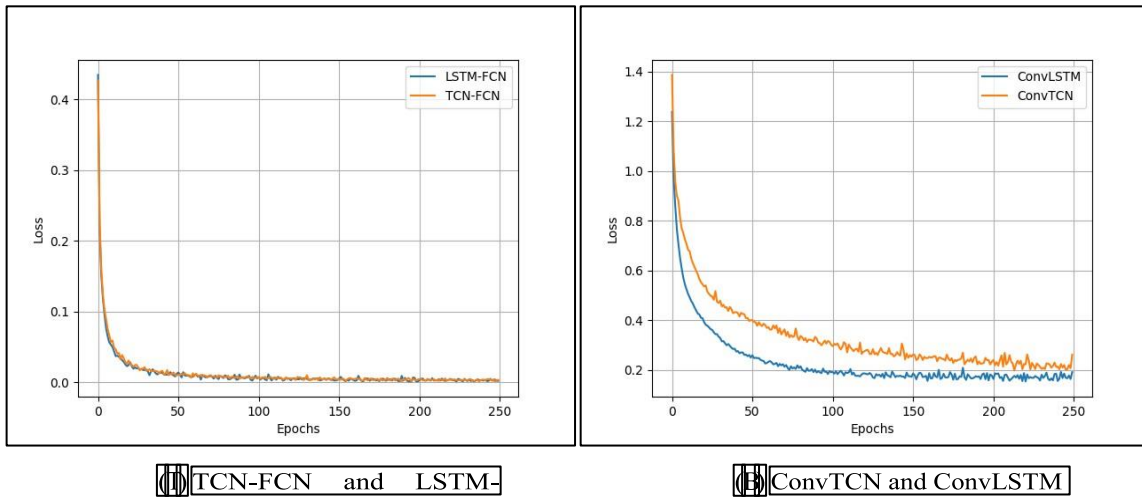 LSTM-FCN
TCN-FCN
0.4
0.3
0.2
0.1
0.0
Loss
0 50 100 150 200 250
Epochs
ConvLSTM
ConvTCN
1.4
1.2
1.0
0.8
0.6
0.4
0.2
Loss
0 50 100 150 200 250
Epochs
TCN-FCN and LSTM-
(B) ConvTCN and ConvLSTM